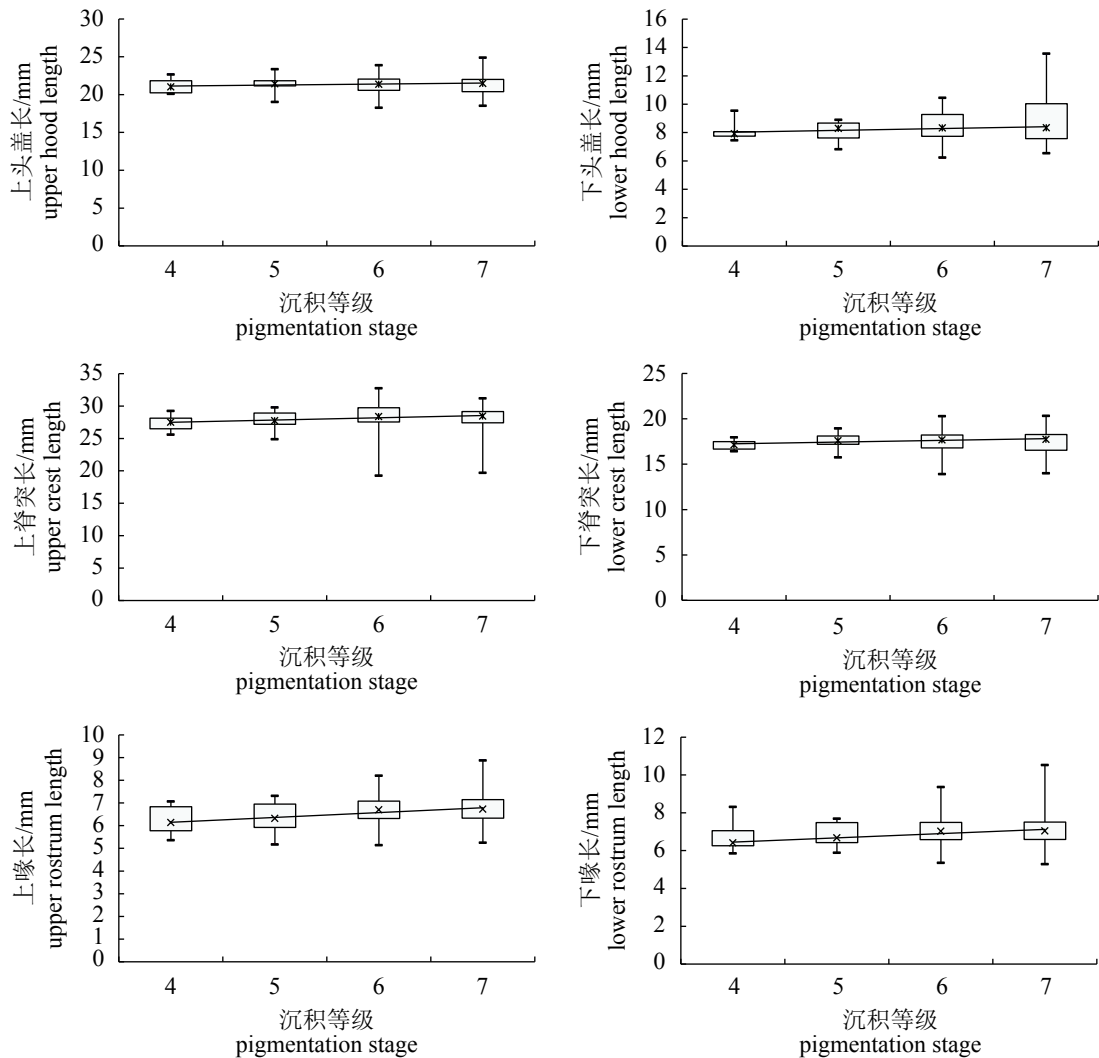 上头盖长/mm
upper hood length
30
25
20
15
10
5
0
4 5 6 7
沉积等级
pigmentation stage
下头盖长/mm
lower hood length
16
14
12
10
8
6
4
2
0
4 5 6 7
沉积等级
pigmentation stage
上脊突长/mm
upper crest length
35
30
25
20
15
10
5
0
4 5 6 7
沉积等级
pigmentation stage
下脊突长/mm
lower crest length
25
20
15
10
5
0
4 5 6 7
沉积等级
pigmentation stage
上喙长/mm
upper rostrum length
10
9
8
7
6
5
4
3
2
1
0
4 5 6 7
沉积等级
pigmentation stage
下喙长/mm
lower rostrum length
12
10
8
6
4
2
0
4 5 6 7
沉积等级
pigmentation stage